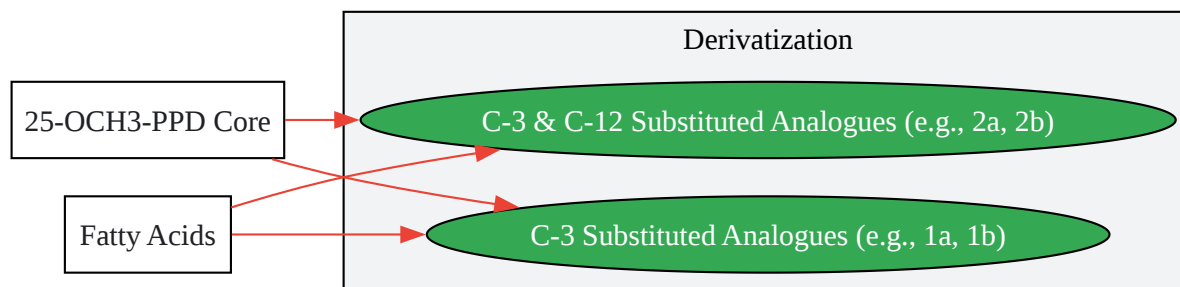 Derivatization
25-OCH3-PPD Core
C-3 & C-12 Substituted Analogues (e.g., 2a, 2b)
Fatty Acids
C-3 Substituted Analogues (e.g., 1a, 1b)